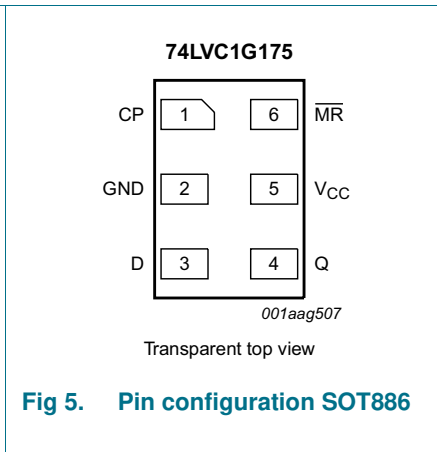 74LVC1G175
CP 1 6 M̅R̅
GND 2 5 VCC
D 3 4 Q
001aag507
Transparent top view
Fig 5. Pin configuration SOT886